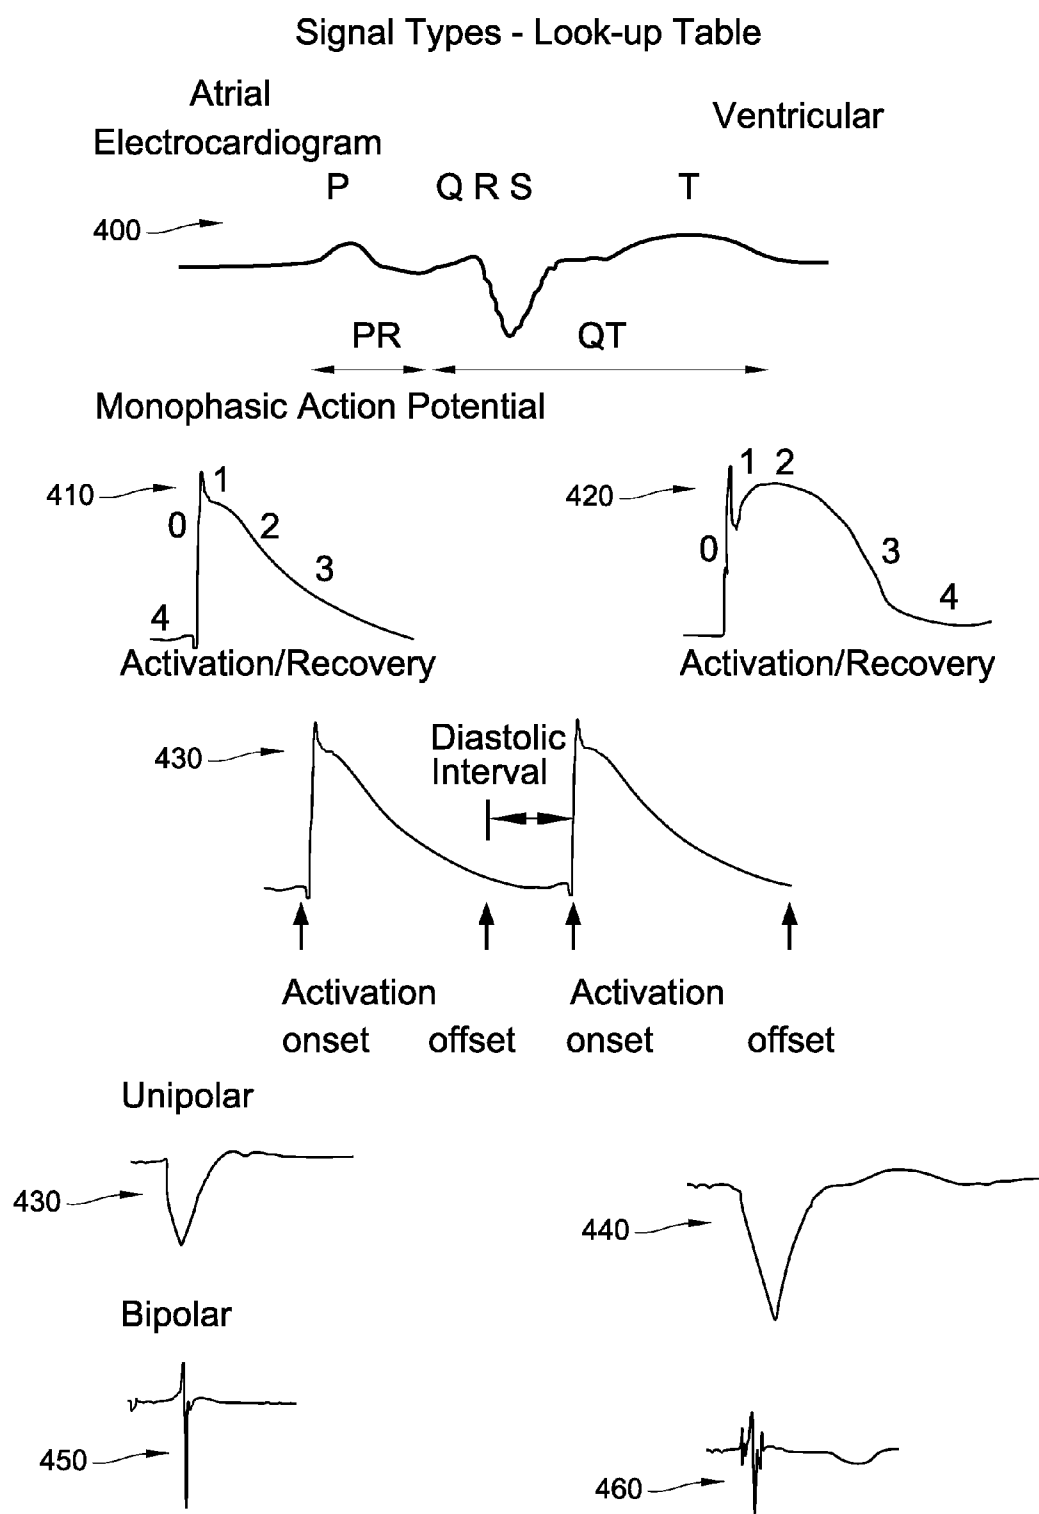 Signal Types - Look-up Table
Atrial
Electrocardiogram
Ventricular
P
Q R S
T
400
PR
QT
Monophasic Action Potential
410
0
1
2
3
4
Activation/Recovery
420
0
1
2
3
4
Activation/Recovery
430
Diastolic
Interval
Activation
onset
offset
Activation
onset
offset
Unipolar
430
440
Bipolar
450
460